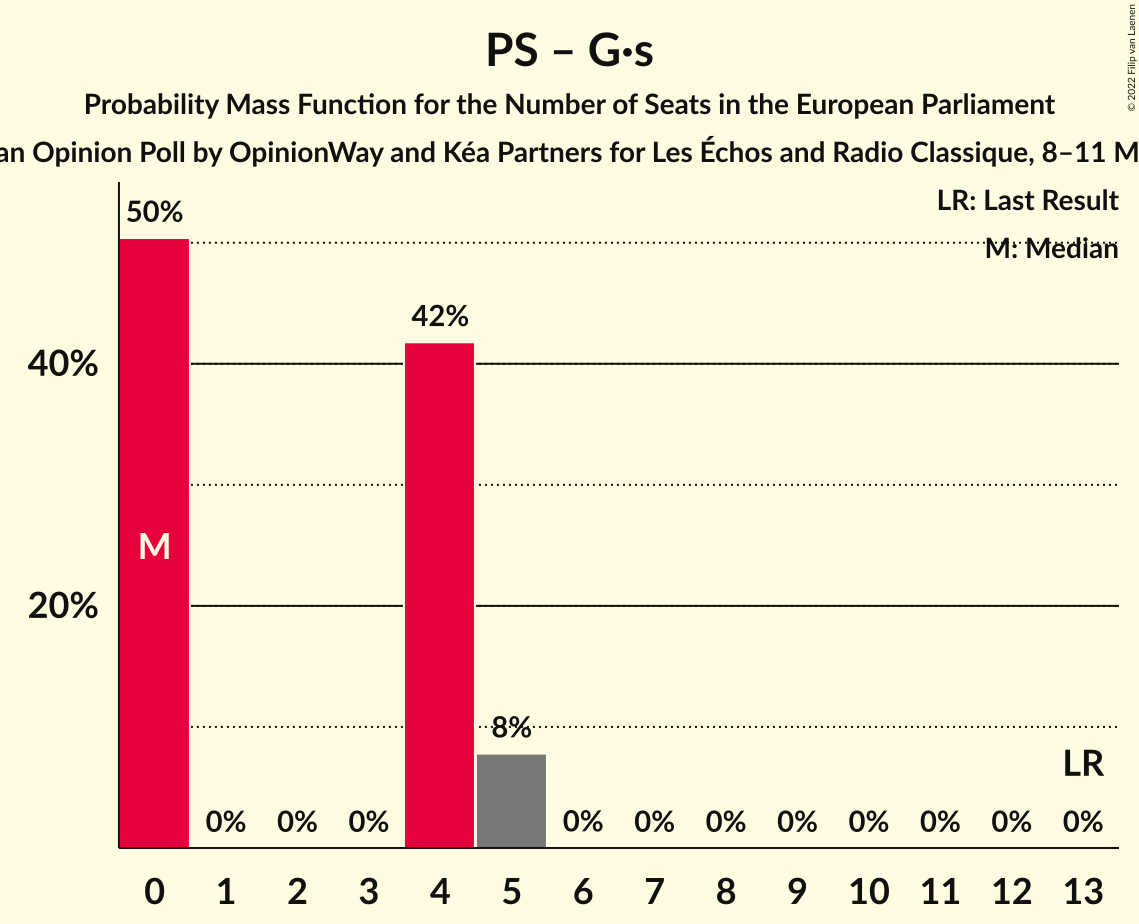 PS – G·s
Probability Mass Function for the Number of Seats in the European Parliament
an Opinion Poll by OpinionWay and Kéa Partners for Les Échos and Radio Classique, 8–11 M
© 2022 Filip van Laenen
LR: Last Result
M: Median
50%
42%
40%
M
20%
8%
LR
0% 0% 0% 0% 0% 0% 0% 0% 0% 0% 0%
0 1 2 3 4 5 6 7 8 9 10 11 12 13